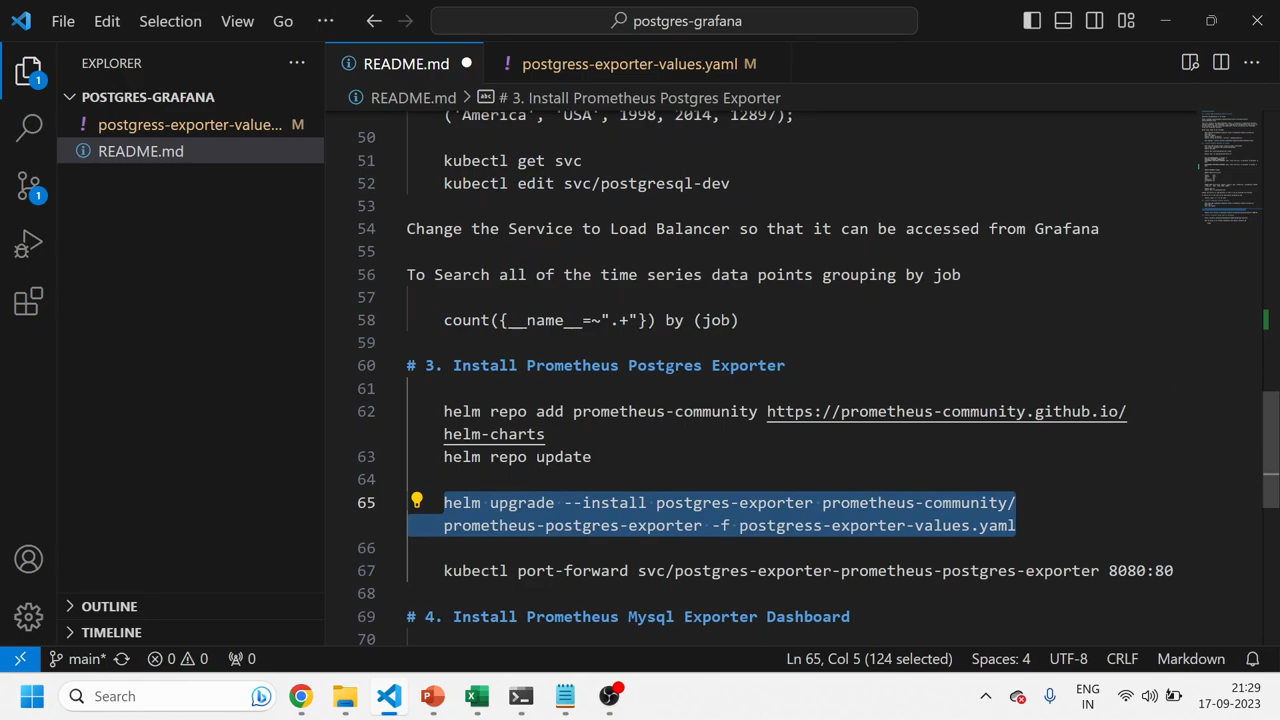 File Edit Selection View Go ··· postgres-grafana
EXPLORER ···
README.md
! postgress-exporter-values.yaml M
POSTGRES-GRAFANA
! postgress-exporter-value... M
README.md
README.md > # 3. Install Prometheus Postgres Exporter
('America', 'USA', 1998, 2014, 12897);
50
51 kubectl get svc
52 kubectl edit svc/postgresql-dev
53
54 Change the Service to Load Balancer so that it can be accessed from Grafana
55
56 To Search all of the time series data points grouping by job
57
58 count({__name__=~".+"}) by (job)
59
60 # 3. Install Prometheus Postgres Exporter
61
62 helm repo add prometheus-community https://prometheus-community.github.io/
helm-charts
63 helm repo update
64
65 helm upgrade --install postgres-exporter prometheus-community/
prometheus-postgres-exporter -f postgress-exporter-values.yaml
66
67 kubectl port-forward svc/postgres-exporter-prometheus-postgres-exporter 8080:80
68
69 # 4. Install Prometheus Mysql Exporter Dashboard
70
1
1
OUTLINE
TIMELINE
main* 0 0 0 Ln 65, Col 5 (124 selected) Spaces: 4 UTF-8 CRLF Markdown
Search
ENG
IN
21:29
17-09-2023